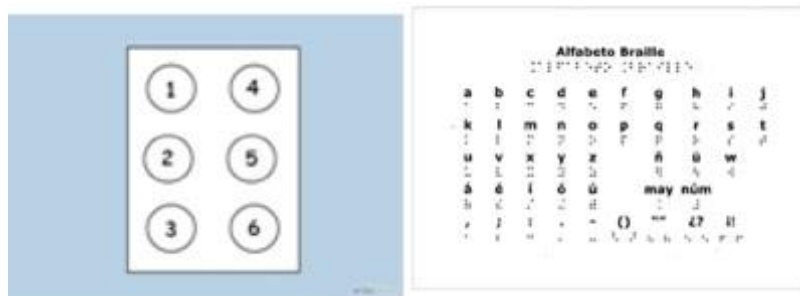 1 4
2 5
3 6
Alfabeto Braille
a b c d e f g h i j
k l m n o p q r s t
u v x y z ñ ü w
á é í ó ú may núm
, ; : . - () "" ¿? ¡!